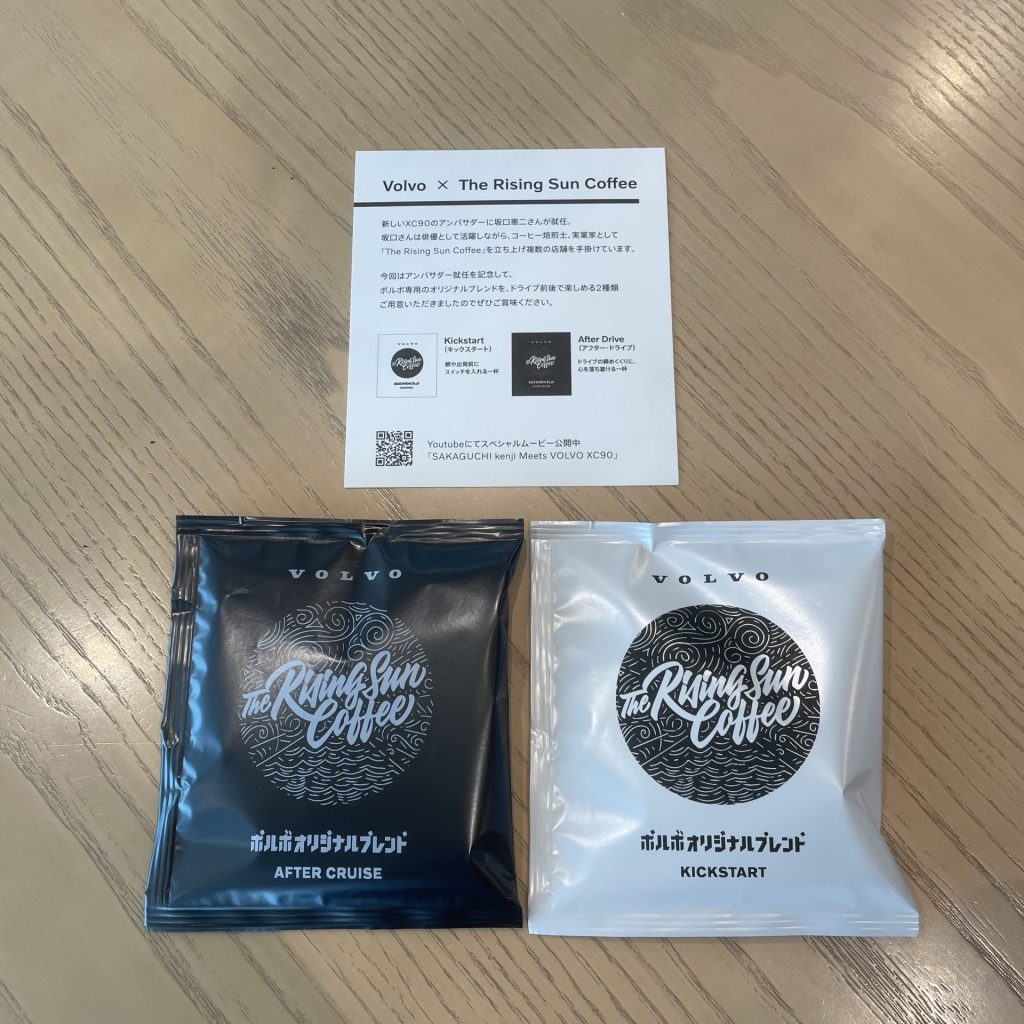 Volvo × The Rising Sun Coffee
新しいXC90のアンバサダーに坂口憲二さんが就任。
坂口さんは俳優として活躍しながら、コーヒー焙煎士、実業家として
「The Rising Sun Coffee」を立ち上げ複数の店舗を手掛けています。
今回はアンバサダー就任を記念して、
ボルボ専用のオリジナルブレンドを、ドライブ前後で楽しめる2種類
ご用意いただきましたのでぜひご賞味ください。
VOLVO
The Rising Sun
Coffee
Kickstart
（キックスタート）
朝や出発前に
スイッチを入れる一杯
VOLVO
The Rising Sun
Coffee
After Drive
（アフター・ドライブ）
ドライブの締めくくりに、
心を落ち着ける一杯
Youtubeにてスペシャルムービー公開中
「SAKAGUCHI kenji Meets VOLVO XC90」
VOLVO
The Rising Sun
Coffee
ボルボオリジナルブレンド
AFTER CRUISE
VOLVO
The Rising Sun
Coffee
ボルボオリジナルブレンド
KICKSTART